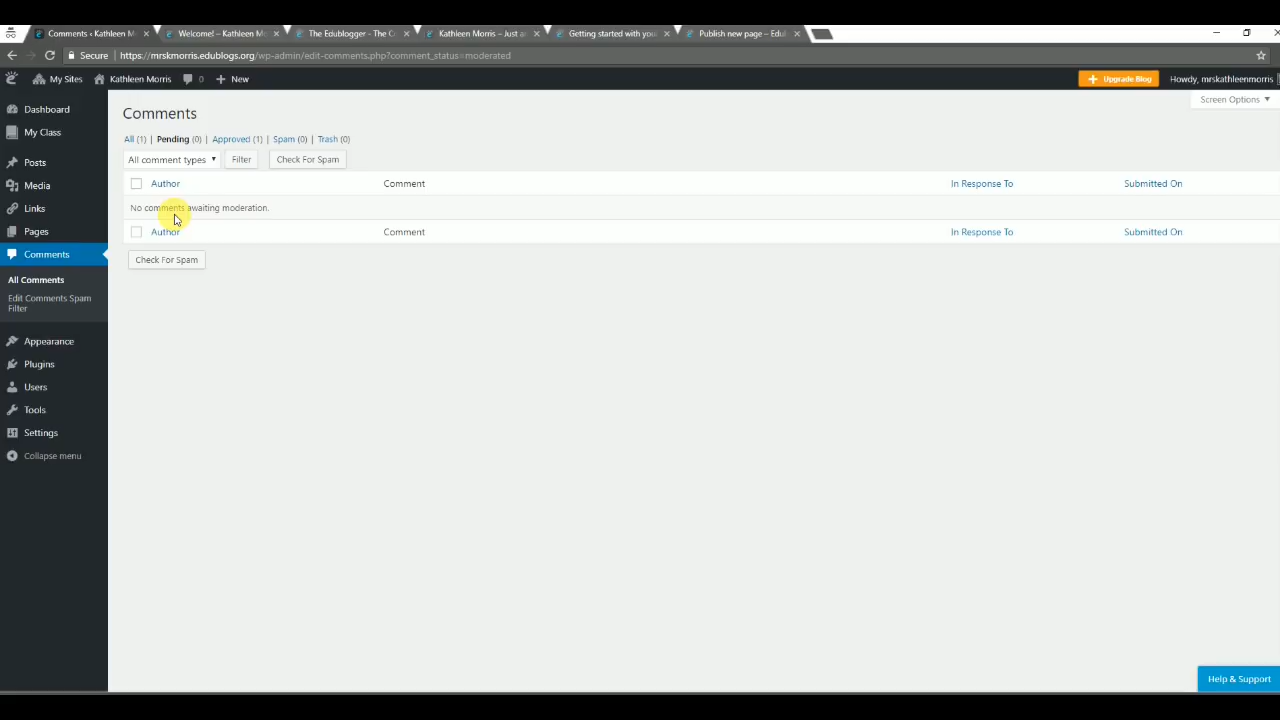 Comments ‹ Kathleen M
Welcome! – Kathleen M
The Edublogger – The C
Kathleen Morris – Just a
Getting started with your
Publish new page – Edu
Secure https://mrskmorris.edublogs.org/wp-admin/edit-comments.php?comment_status=moderated
My Sites Kathleen Morris 0 + New + Upgrade Blog Howdy, mrskathleenmorris
Screen Options
Dashboard
My Class
Posts
Media
Links
Pages
Comments
All Comments
Edit Comments Spam
Filter
Appearance
Plugins
Users
Tools
Settings
Collapse menu
Comments
All (1) | Pending (0) | Approved (1) | Spam (0) | Trash (0)
All comment types Filter Check For Spam
Author Comment In Response To Submitted On
No comments awaiting moderation.
Author Comment In Response To Submitted On
Check For Spam
Help & Support